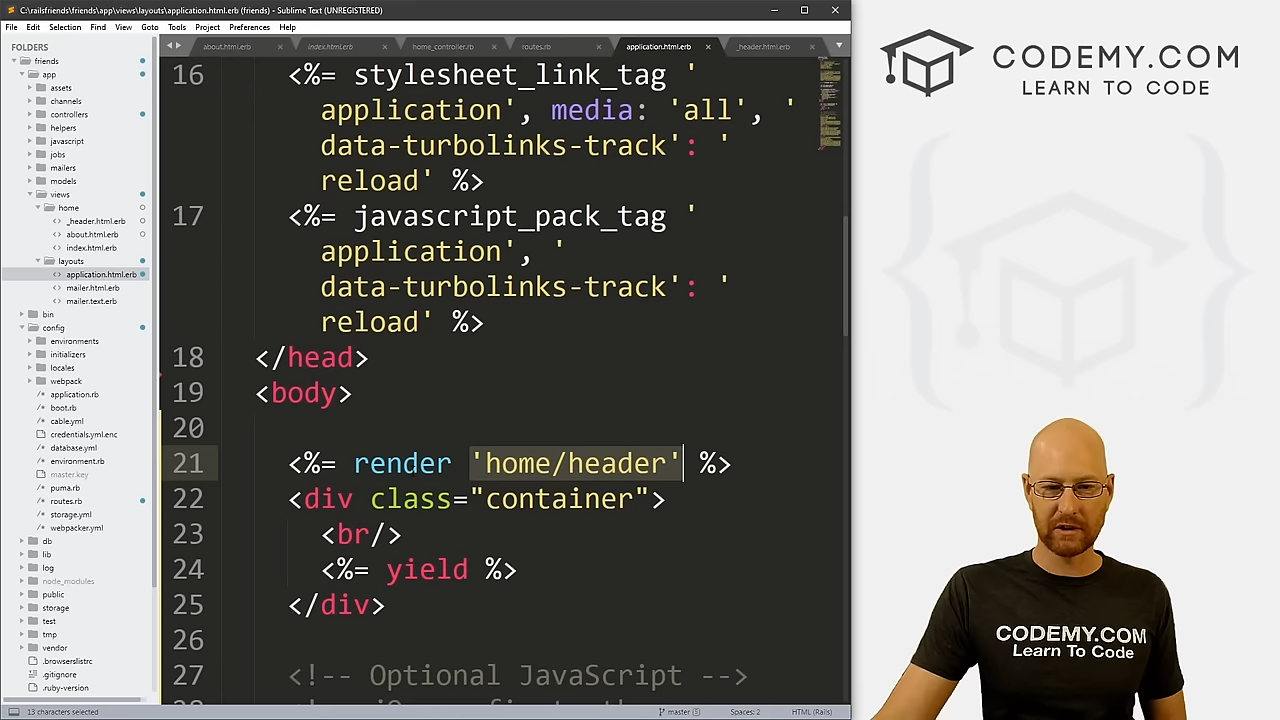 C:\railsfriends\friends\app\views\layouts\application.html.erb (friends) - Sublime Text (UNREGISTERED)
File Edit Selection Find View Goto Tools Project Preferences Help
FOLDERS
friends
app
assets
channels
controllers
helpers
javascript
jobs
mailers
models
views
home
_header.html.erb
about.html.erb
index.html.erb
layouts
application.html.erb
mailer.html.erb
mailer.text.erb
bin
config
environments
initializers
locales
webpack
application.rb
boot.rb
cable.yml
credentials.yml.enc
database.yml
environment.rb
master.key
puma.rb
routes.rb
storage.yml
webpacker.yml
db
lib
log
node_modules
public
storage
test
tmp
vendor
.browserslistrc
.gitignore
.ruby-version
about.html.erb index.html.erb home_controller.rb routes.rb application.html.erb _header.html.erb
16 <%= stylesheet_link_tag '
application', media: 'all', '
data-turbolinks-track': '
reload' %>
17 <%= javascript_pack_tag '
application', '
data-turbolinks-track': '
reload' %>
18 </head>
19 <body>
20
21 <%= render 'home/header' %>
22 <div class="container">
23 <br/>
24 <%= yield %>
25 </div>
26
27 <!-- Optional JavaScript -->
13 characters selected
master 5 Spaces: 2 HTML (Rails)
CODEMY.COM
LEARN TO CODE
CODEMY.COM
Learn To Code